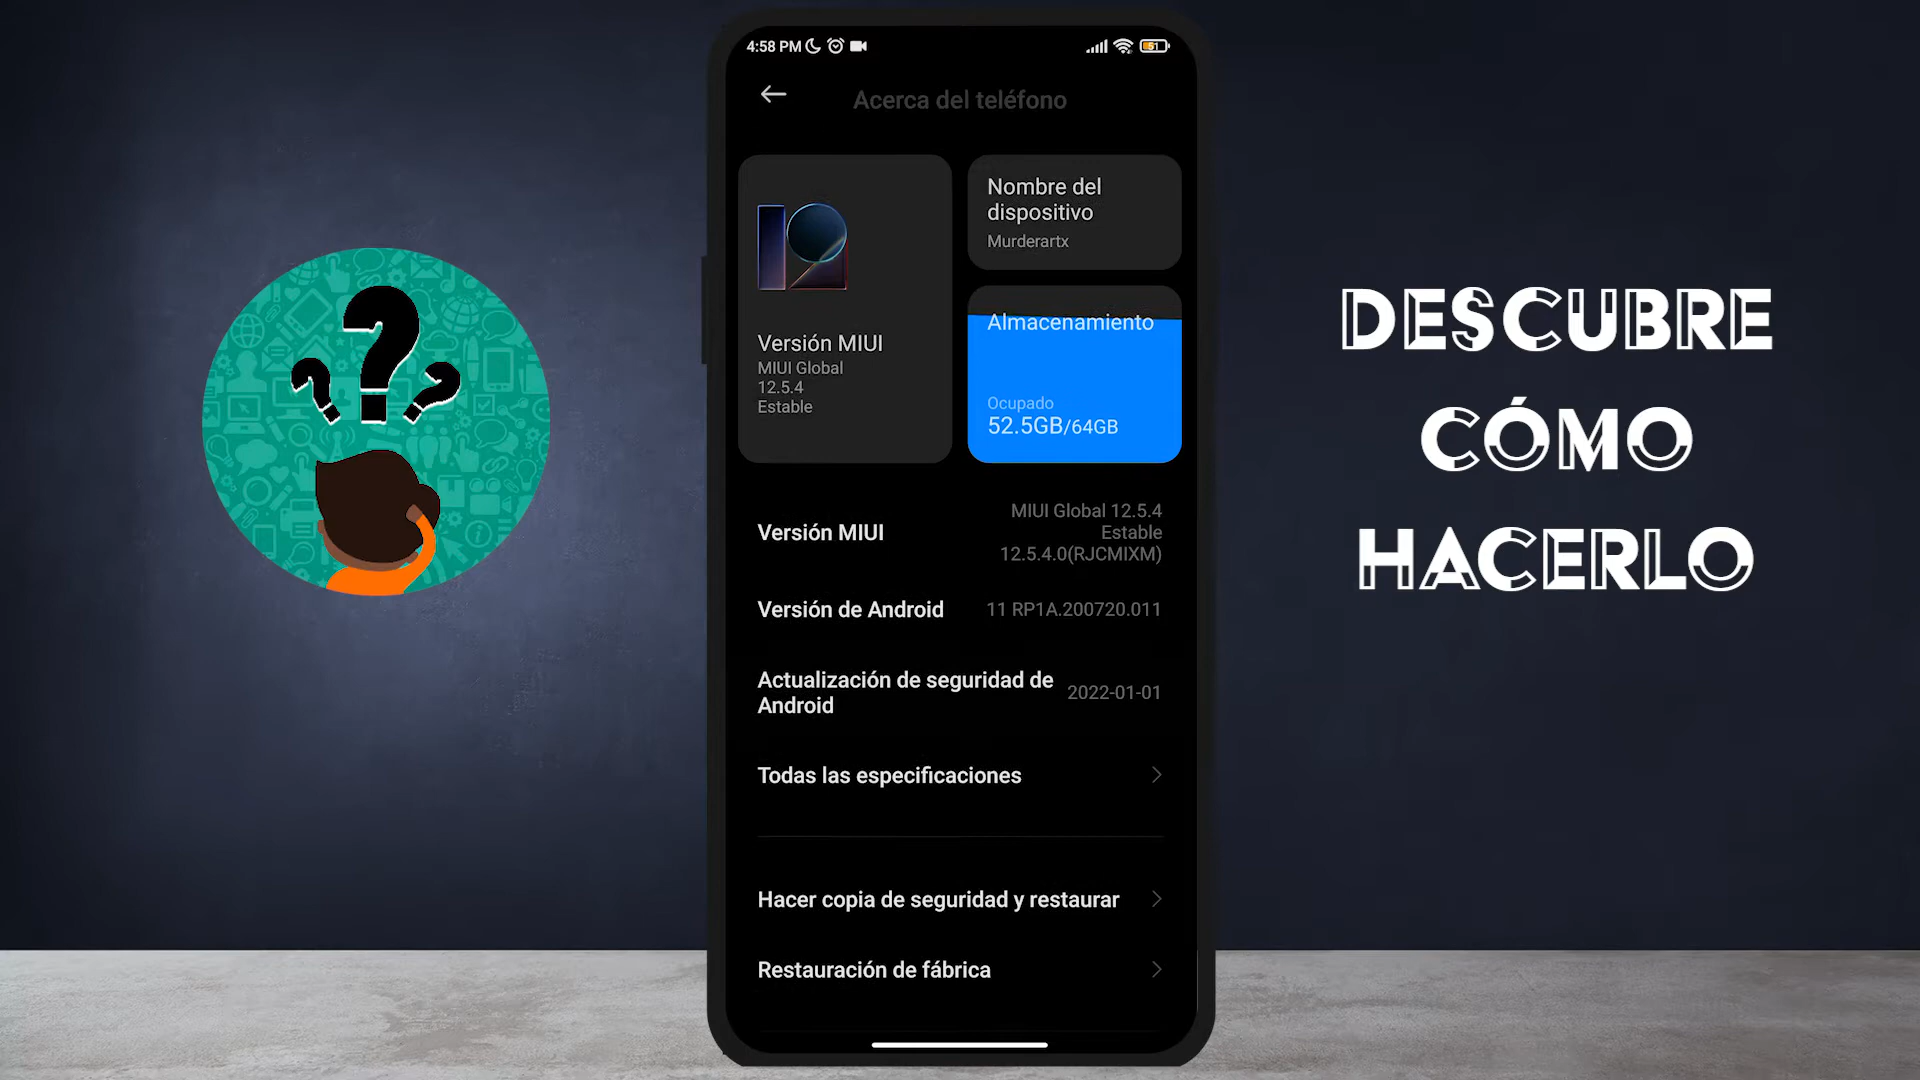 4:58 PM
51
Acerca del teléfono
12
Versión MIUI
MIUI Global
12.5.4
Estable
Nombre del
dispositivo
Murderartx
Almacenamiento
Ocupado
52.5GB/64GB
Versión MIUI
MIUI Global 12.5.4
Estable
12.5.4.0(RJCMIXM)
Versión de Android
11 RP1A.200720.011
Actualización de seguridad de
Android
2022-01-01
Todas las especificaciones
Hacer copia de seguridad y restaurar
Restauración de fábrica
???
DESCUBRE
CÓMO
HACERLO